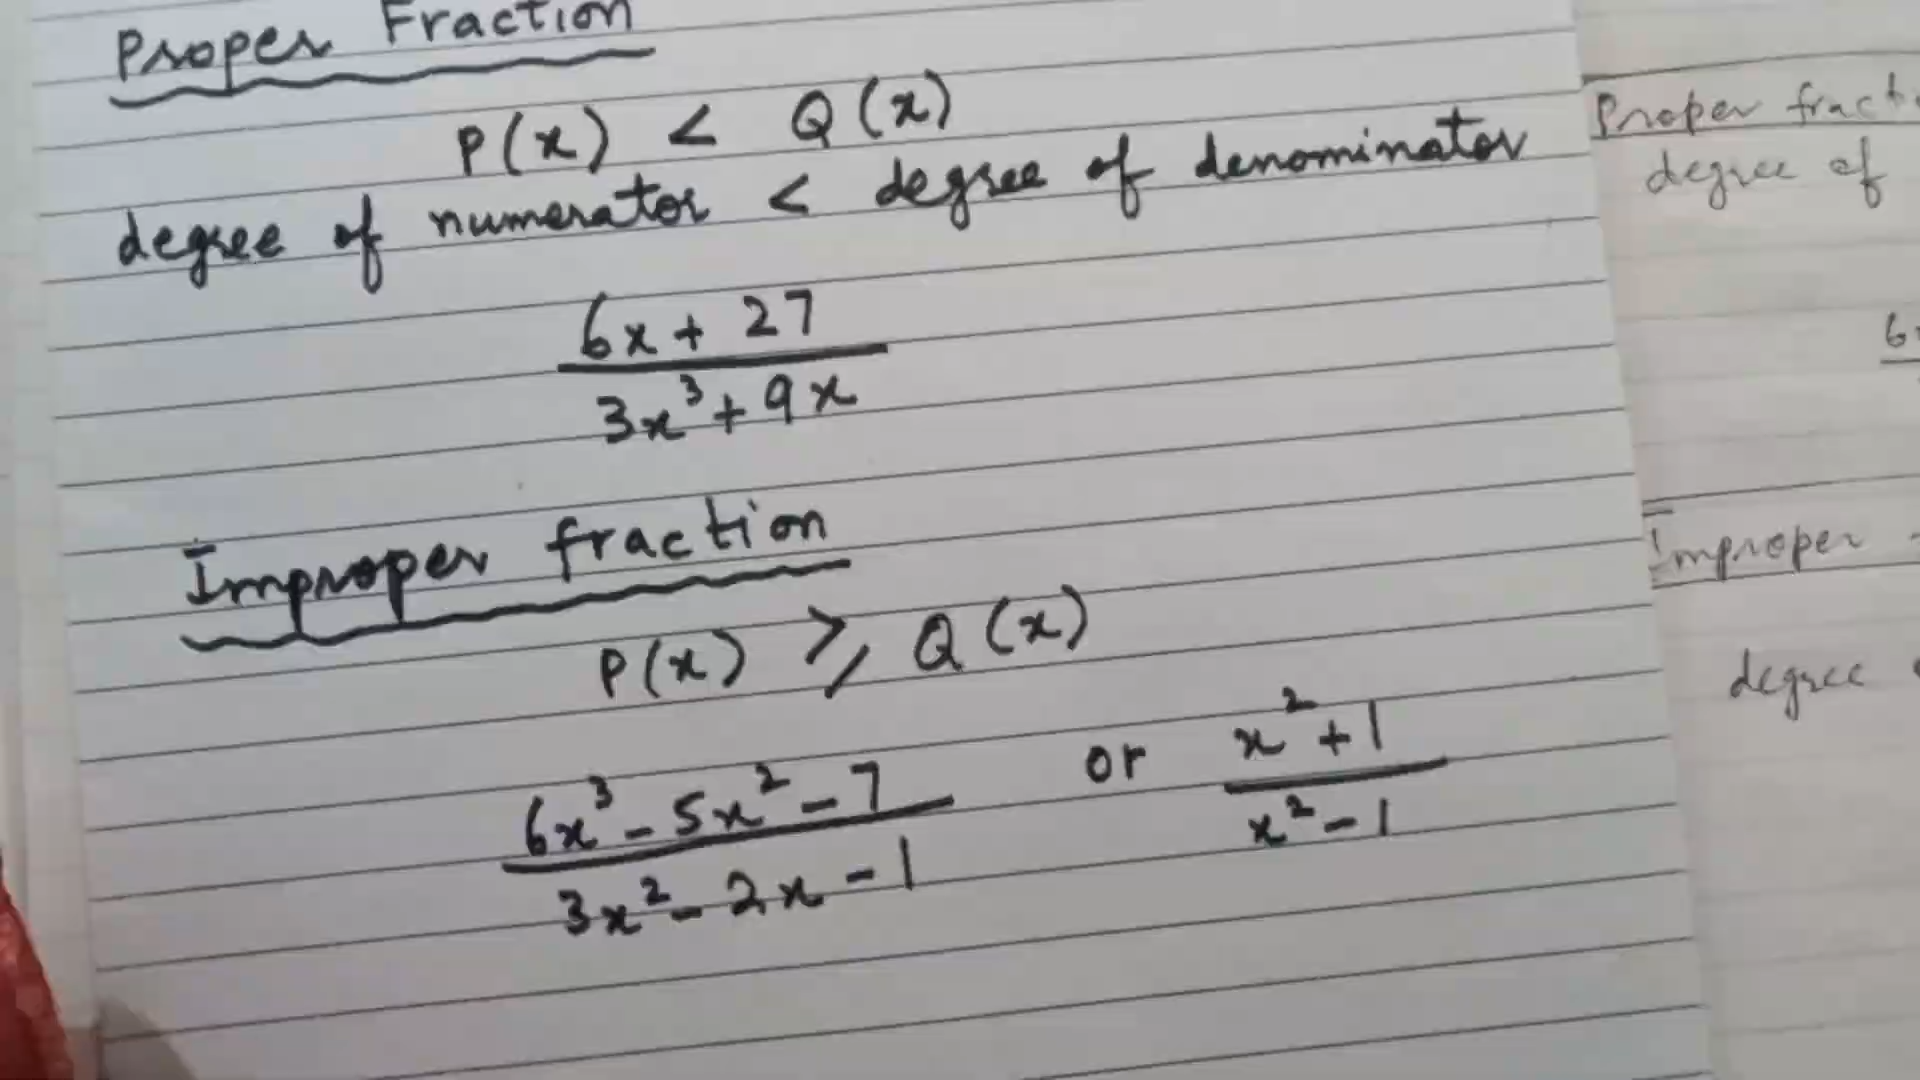 Proper Fraction
P(x) < Q(x)
degree of numerator < degree of denominator
6x + 27
3x³ + 9x
Improper fraction
P(x) ⩾ Q(x)
6x³ - 5x² - 7 or x² + 1
3x² - 2x - 1 x² - 1
Proper
degree of
Improper
degree